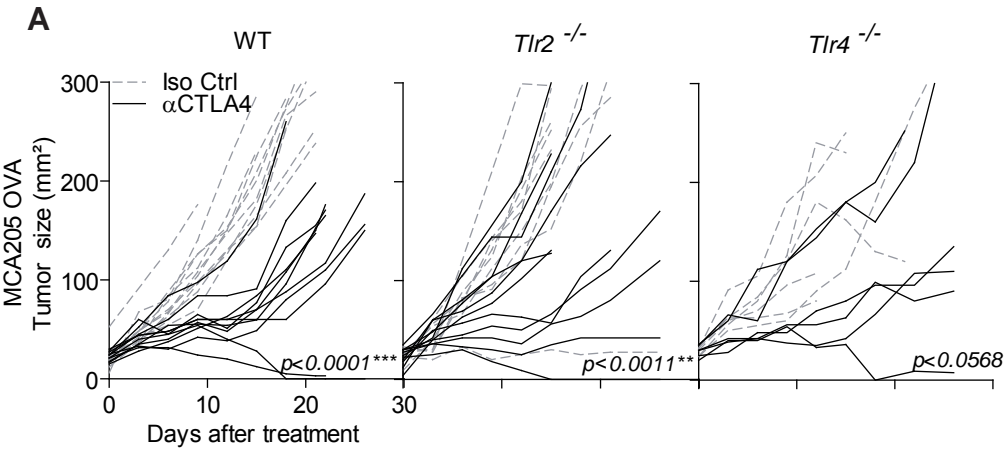 A
WT
Tlr2 -/-
Tlr4 -/-
Iso Ctrl
αCTLA4
MCA205 OVA
Tumor size (mm²)
300
200
100
0
p<0.0001***
p<0.0011**
p<0.0568
0
10
20
30
Days after treatment